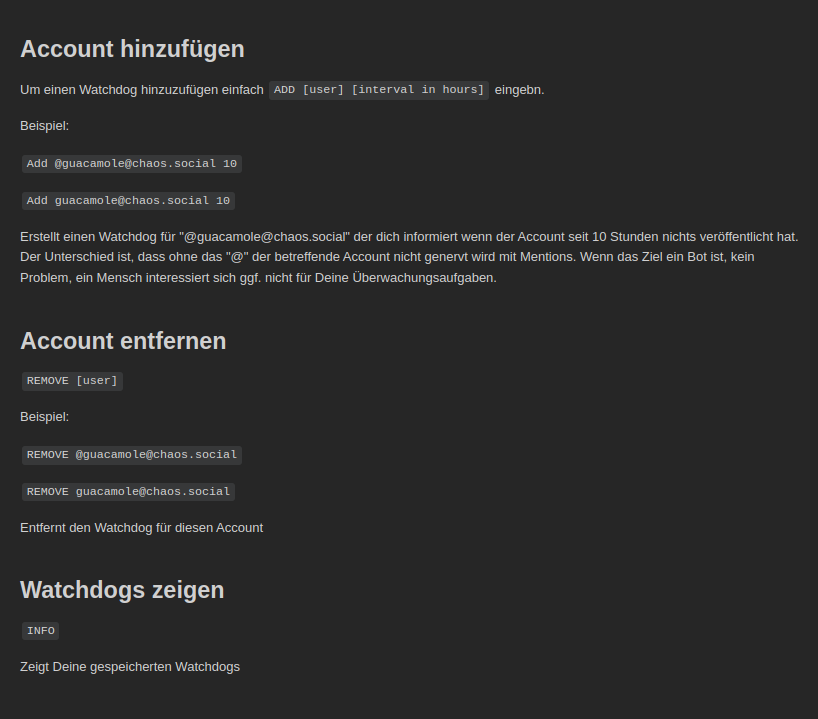 Account hinzufügen
Um einen Watchdog hinzuzufügen einfach ADD [user] [interval in hours] eingebn.
Beispiel:
Add @guacamole@chaos.social 10
Add guacamole@chaos.social 10
Erstellt einen Watchdog für "@guacamole@chaos.social" der dich informiert wenn der Account seit 10 Stunden nichts veröffentlicht hat.
Der Unterschied ist, dass ohne das "@" der betreffende Account nicht genervt wird mit Mentions. Wenn das Ziel ein Bot ist, kein
Problem, ein Mensch interessiert sich ggf. nicht für Deine Überwachungsaufgaben.
Account entfernen
REMOVE [user]
Beispiel:
REMOVE @guacamole@chaos.social
REMOVE guacamole@chaos.social
Entfernt den Watchdog für diesen Account
Watchdogs zeigen
INFO
Zeigt Deine gespeicherten Watchdogs